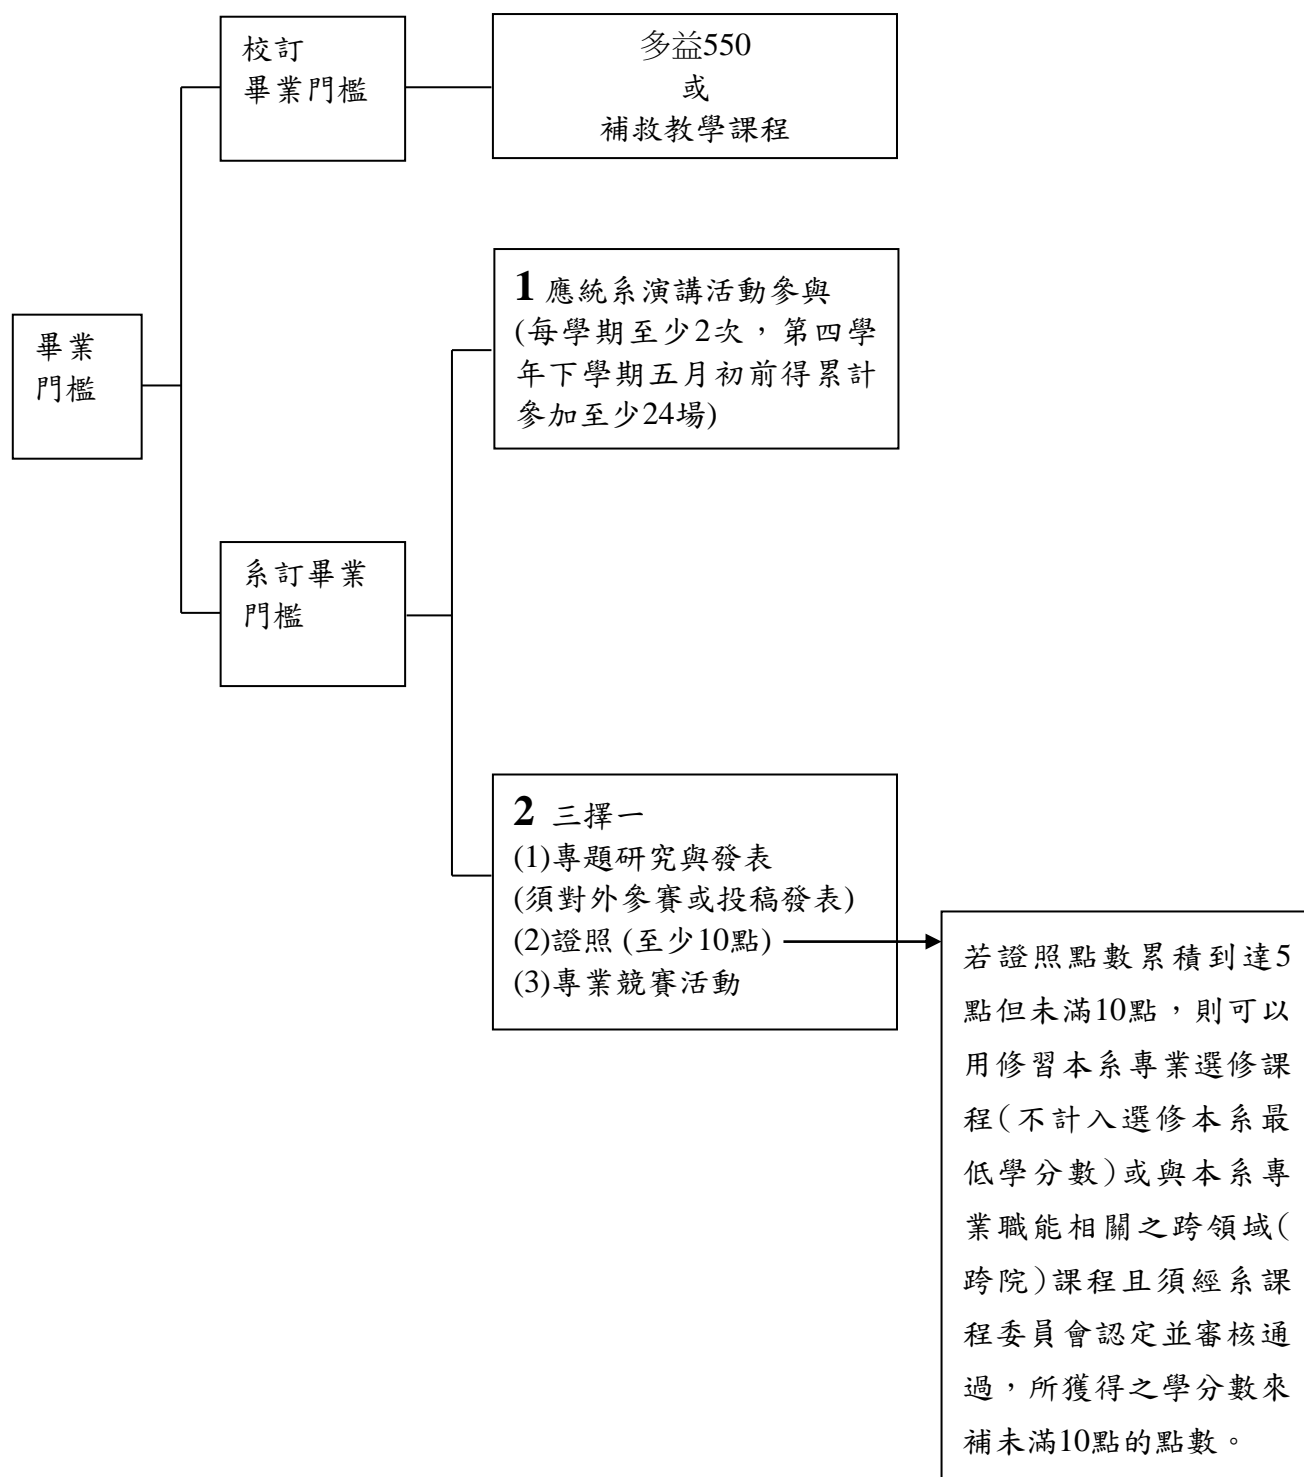 校訂
畢業門檻
多益550
或
補救教學課程
畢業
門檻
1 應統系演講活動參與
(每學期至少2次，第四學
年下學期五月初前得累計
參加至少24場)
系訂畢業
門檻
2 三擇一
(1)專題研究與發表
(須對外參賽或投稿發表)
(2)證照 (至少10點)
(3)專業競賽活動
若證照點數累積到達5
點但未滿10點，則可以
用修習本系專業選修課
程(不計入選修本系最
低學分數)或與本系專
業職能相關之跨領域(
跨院)課程且須經系課
程委員會認定並審核通
過，所獲得之學分數來
補未滿10點的點數。